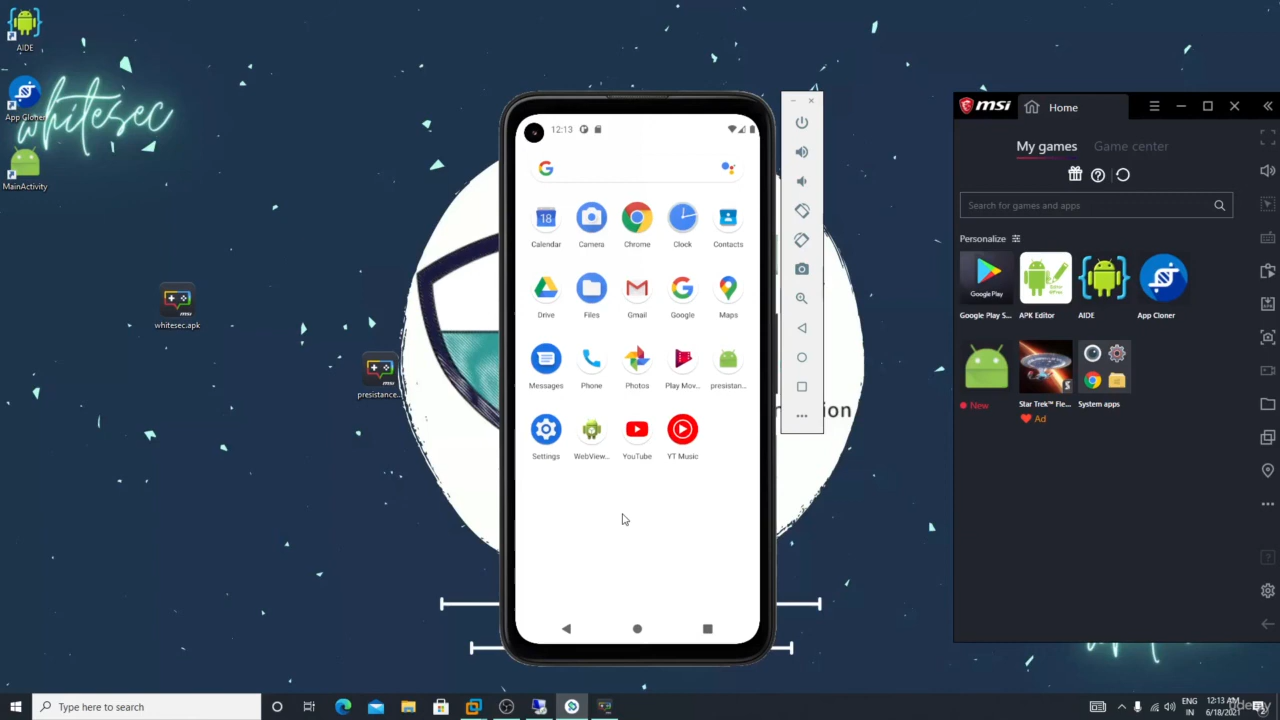 AIDE
App Cloner
MainActivity
whitesec
whitesec.apk
presistance...
12:13
18
Calendar
Camera
Chrome
Clock
Contacts
Drive
Files
Gmail
Google
Maps
Messages
Phone
Photos
Play Mov...
presistan...
Settings
WebView...
YouTube
YT Music
msi
Home
My games
Game center
Search for games and apps
Personalize
Google Play
Google Play S...
APK Editor
AIDE
App Cloner
New
Star Trek™ Fle...
Ad
System apps
Type here to search
ENG
IN
12:13 AM
6/18/20